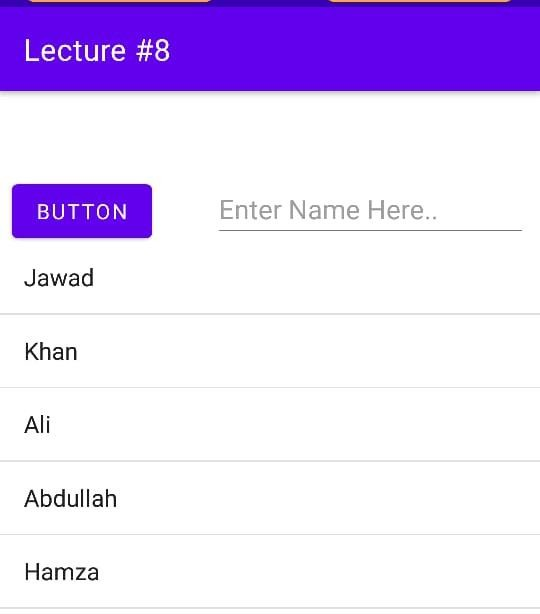 Lecture #8
BUTTON Enter Name Here..
Jawad
Khan
Ali
Abdullah
Hamza